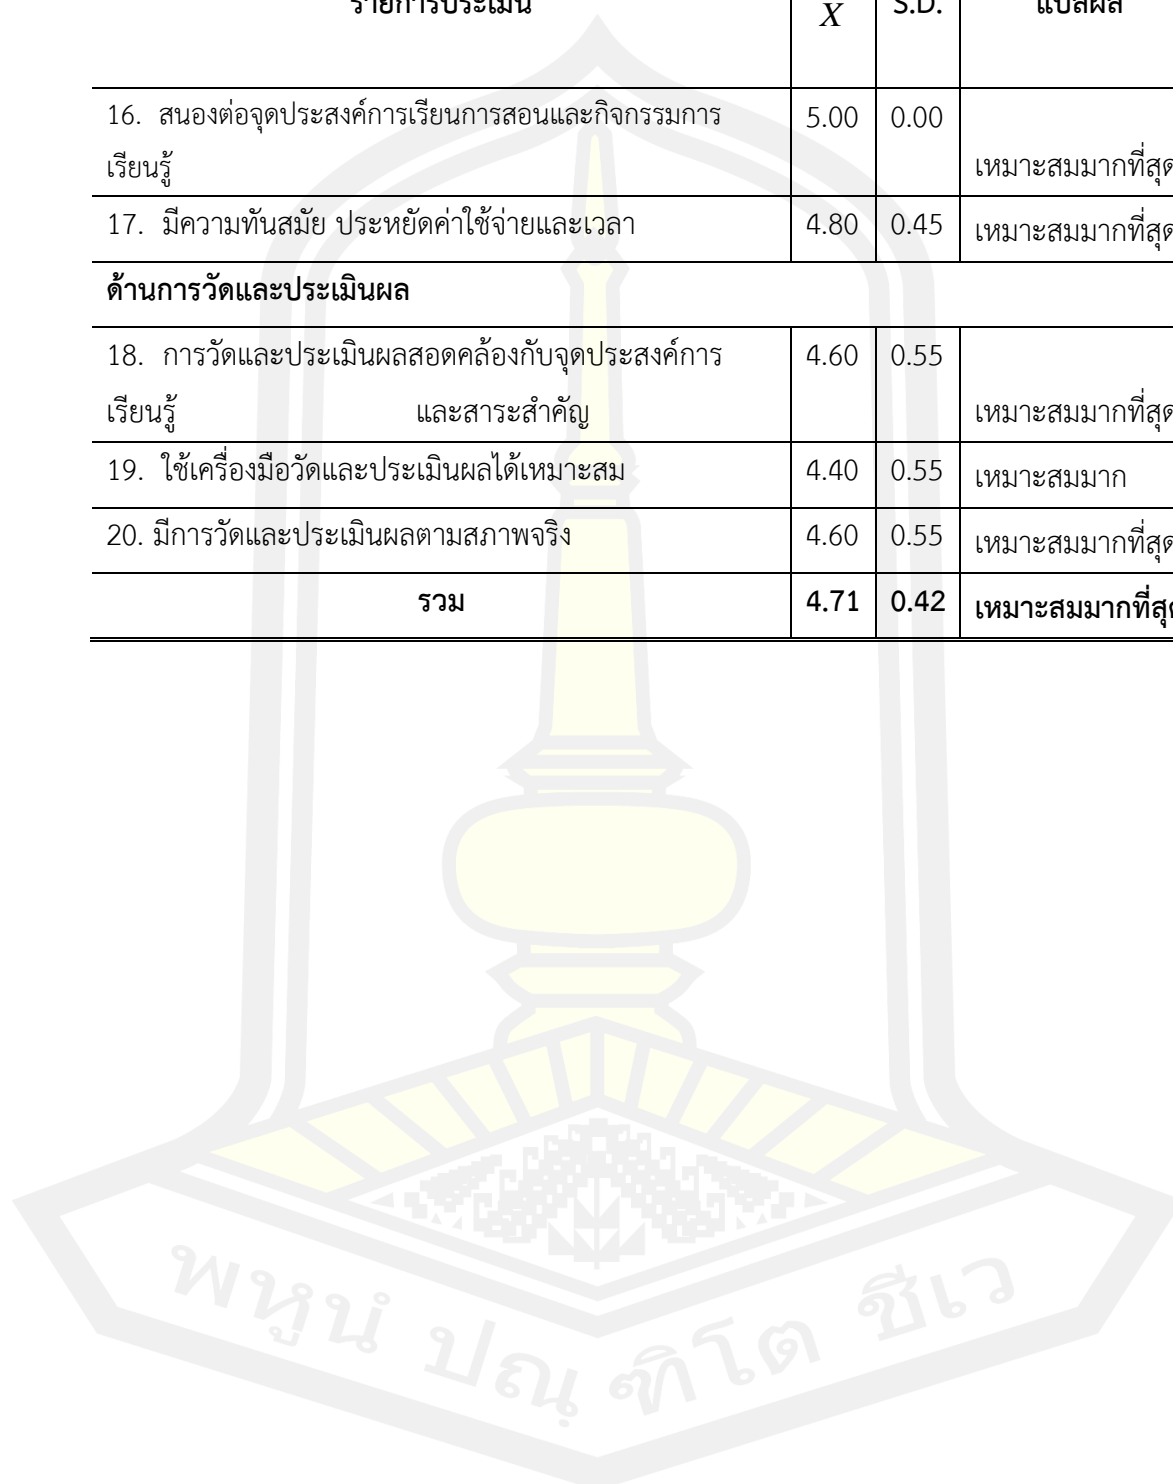 รายการประเมิน X S.D. แปลผล
16. สนองต่อจุดประสงค์การเรียนการสอนและกิจกรรมการ 5.00 0.00
เรียนรู้ เหมาะสมมากที่สุด
17. มีความทันสมัย ประหยัดค่าใช้จ่ายและเวลา 4.80 0.45 เหมาะสมมากที่สุด
ด้านการวัดและประเมินผล
18. การวัดและประเมินผลสอดคล้องกับจุดประสงค์การ 4.60 0.55
เรียนรู้ และสาระสำคัญ เหมาะสมมากที่สุด
19. ใช้เครื่องมือวัดและประเมินผลได้เหมาะสม 4.40 0.55 เหมาะสมมาก
20. มีการวัดและประเมินผลตามสภาพจริง 4.60 0.55 เหมาะสมมากที่สุด
รวม 4.71 0.42 เหมาะสมมากที่สุด
พหูนํ ปณฺฑิโต ชีเว